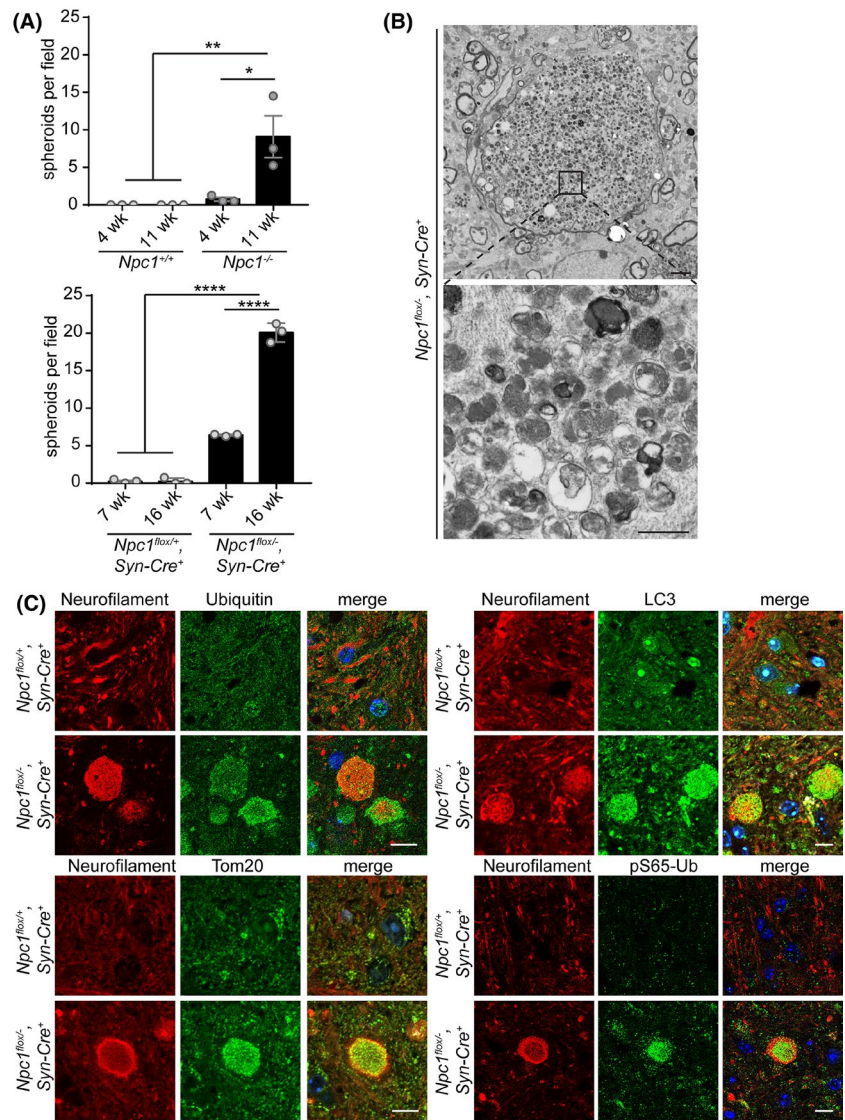 (A)
25
20
15
10
5
0
spheroids per field
**
*
4 wk
11 wk
4 wk
11 wk
Npc1+/+
Npc1-/-
25
20
15
10
5
0
spheroids per field
****
****
7 wk
16 wk
7 wk
16 wk
Npc1flox/+,
Syn-Cre+
Npc1flox/-,
Syn-Cre+
(B)
Npc1flox/-, Syn-Cre+
(C)
Neurofilament Ubiquitin merge
Npc1flox/+,
Syn-Cre+
Npc1flox/-,
Syn-Cre+
Neurofilament LC3 merge
Npc1flox/+,
Syn-Cre+
Npc1flox/-,
Syn-Cre+
Neurofilament Tom20 merge
Npc1flox/+,
Syn-Cre+
Npc1flox/-,
Syn-Cre+
Neurofilament pS65-Ub merge
Npc1flox/+,
Syn-Cre+
Npc1flox/-,
Syn-Cre+